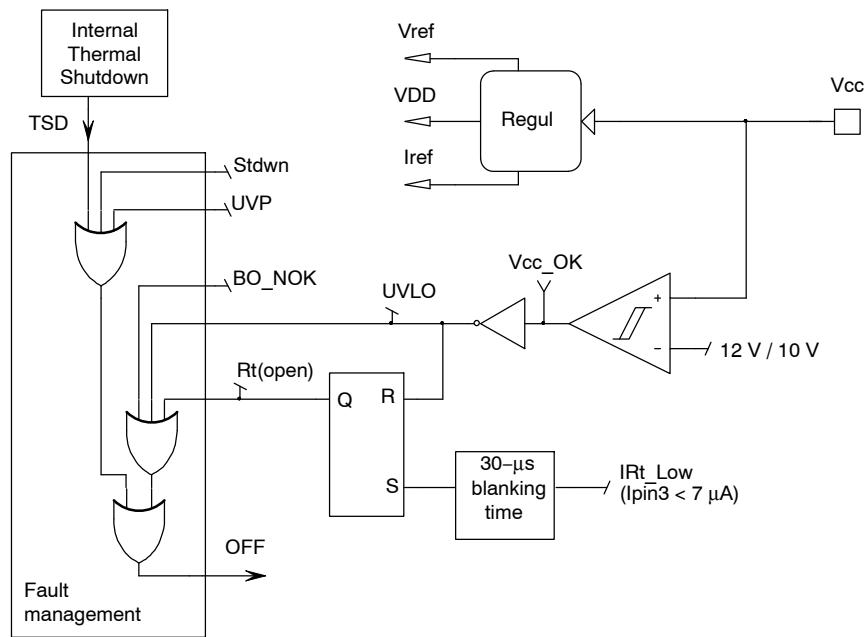 Internal
Thermal
Shutdown
TSD
Stdwn
UVP
BO_NOK
UVLO
Rt(open)
OFF
Fault
management
Vref
VDD
Iref
Regul
Vcc
Vcc_OK
+
−
12 V / 10 V
Q
R
S
30−μs
blanking
time
IRt_Low
(Ipin3 < 7 μA)